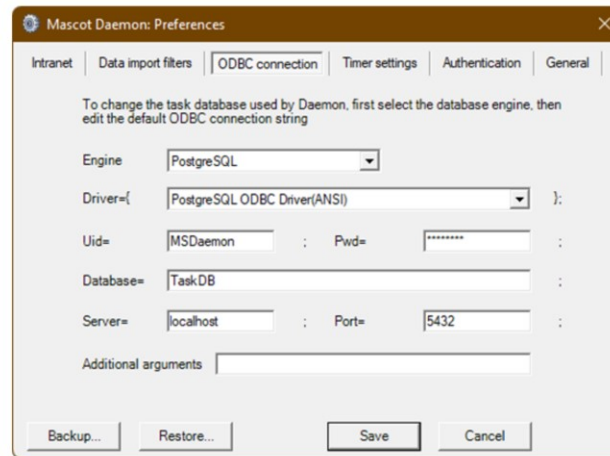 Mascot Daemon: Preferences
Intranet Data import filters ODBC connection Timer settings Authentication General
To change the task database used by Daemon, first select the database engine, then
edit the default ODBC connection string
Engine PostgreSQL
Driver={ PostgreSQL ODBC Driver(ANSI) };
Uid= MSDaemon ; Pwd= ******** ;
Database= TaskDB ;
Server= localhost ; Port= 5432 ;
Additional arguments
Backup... Restore... Save Cancel